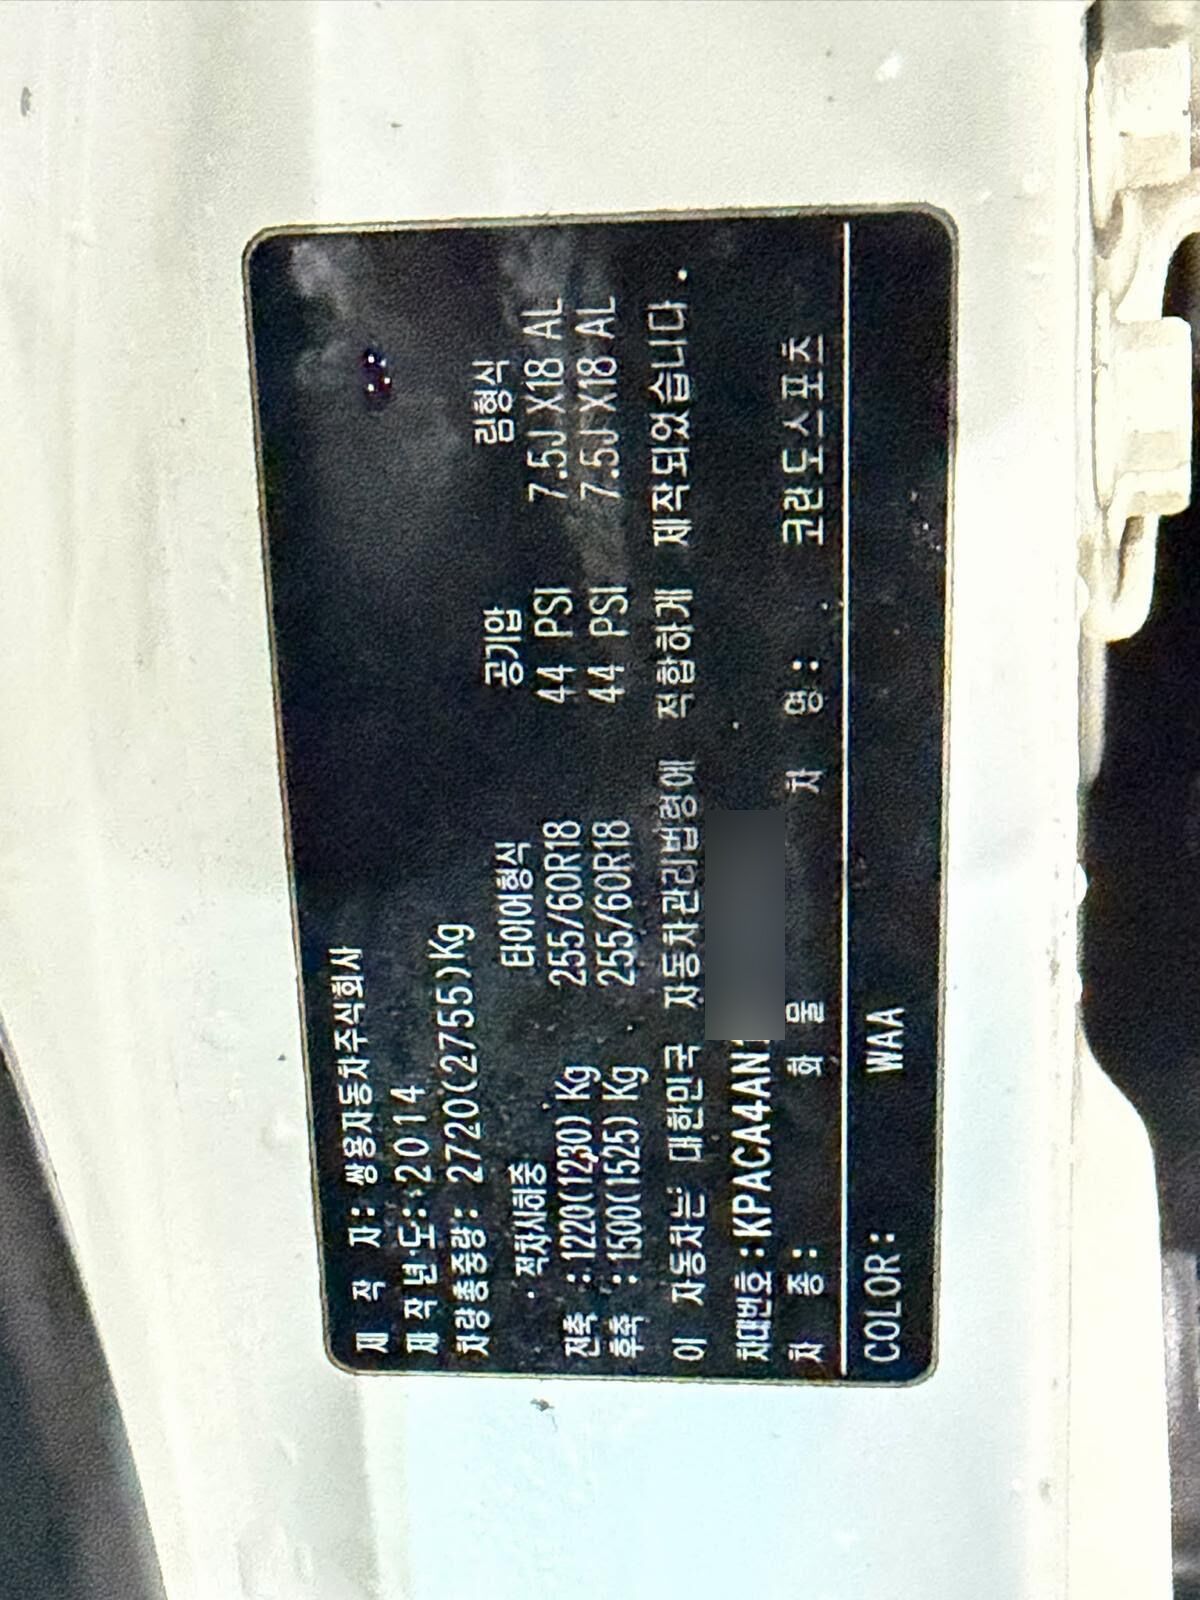 제 작 자: 쌍용자동차주식회사
제 작 년 도: 2014
차량총중량: 2720(2755)Kg
적차시하중 타이어형식 공기압 림형식
전축 :1220(1230) Kg 255/60R18 44 PSI 7.5J X18 AL
후축 :1500(1525) Kg 255/60R18 44 PSI 7.5J X18 AL
이 자동차는 대한민국 자동차관리법령에 적합하게 제작되었습니다.
차대번호:KPACA4AN
차 종: 화 물 차 명: 코란도스포츠
COLOR: WAA